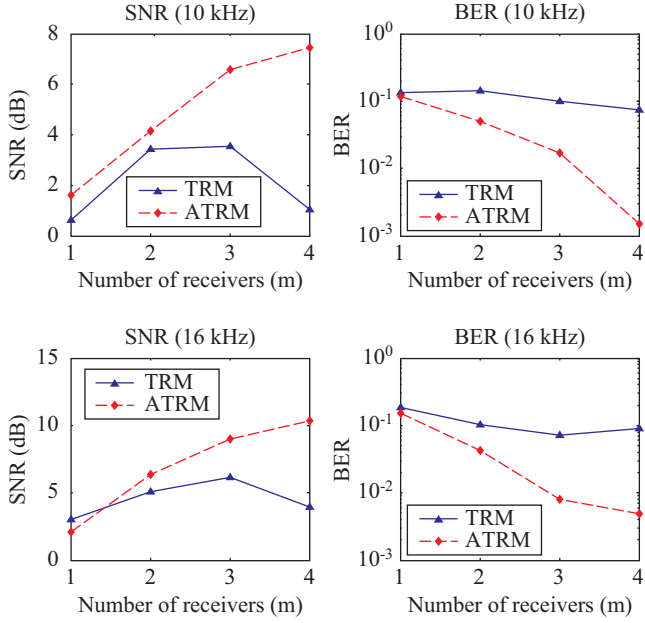 SNR (10 kHz)
8
6
4
2
0
SNR (dB)
TRM
ATRM
1 2 3 4
Number of receivers (m)
BER (10 kHz)
10^0
10^-1
10^-2
10^-3
BER
TRM
ATRM
1 2 3 4
Number of receivers (m)
SNR (16 kHz)
15
10
5
0
SNR (dB)
TRM
ATRM
1 2 3 4
Number of receivers (m)
BER (16 kHz)
10^0
10^-1
10^-2
10^-3
BER
TRM
ATRM
1 2 3 4
Number of receivers (m)